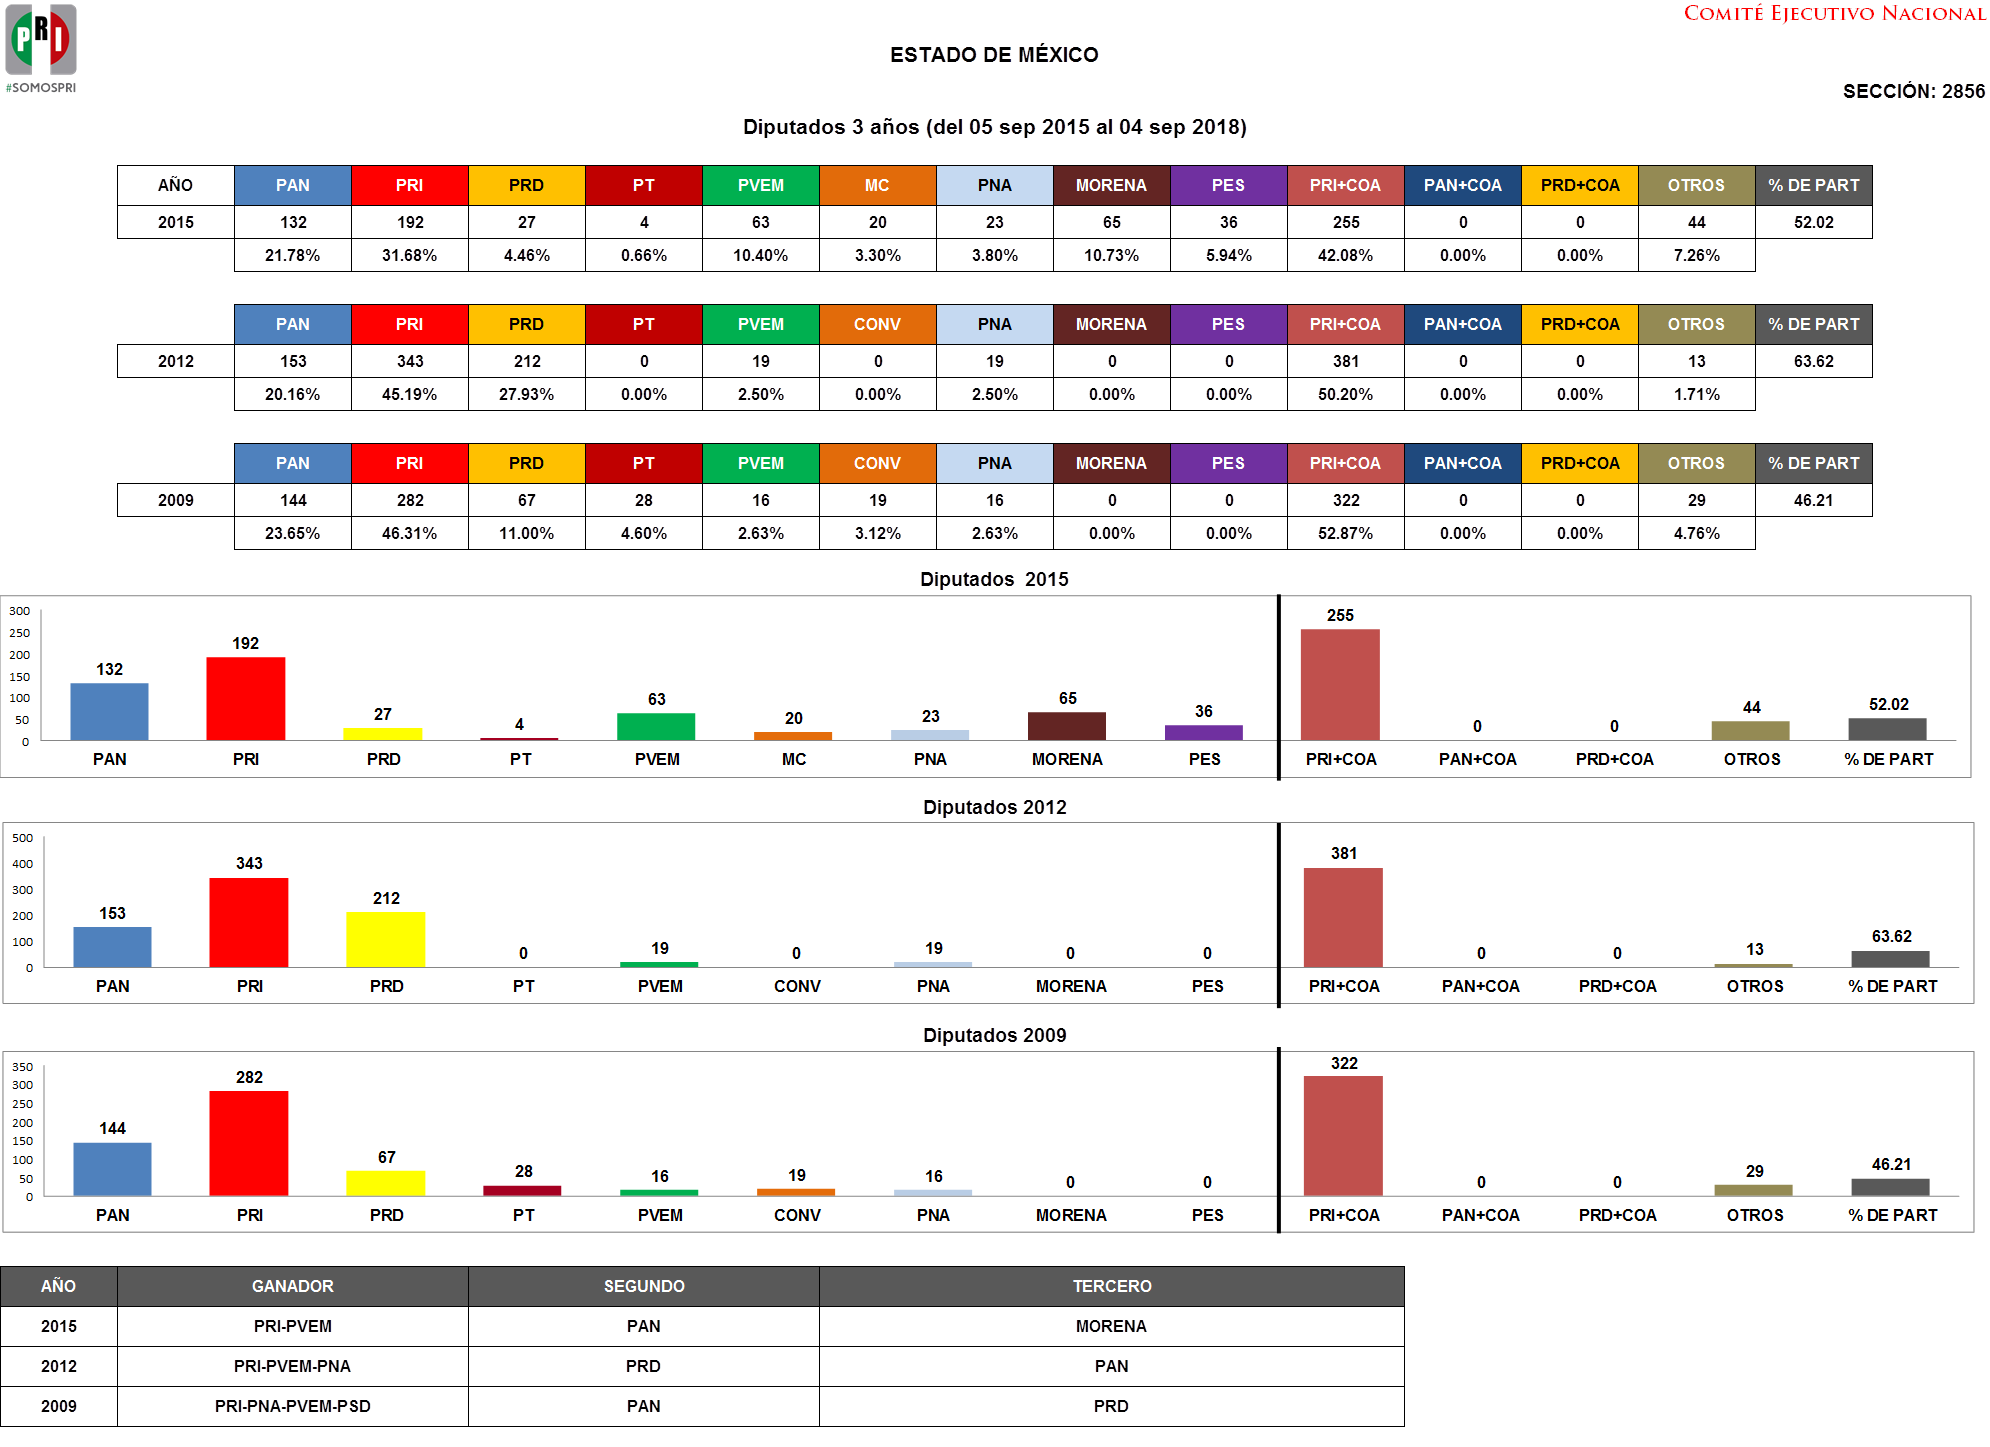 PRI
#SOMOSPRI
COMITÉ EJECUTIVO NACIONAL
ESTADO DE MÉXICO
SECCIÓN: 2856
Diputados 3 años (del 05 sep 2015 al 04 sep 2018)
AÑO PAN PRI PRD PT PVEM MC PNA MORENA PES PRI+COA PAN+COA PRD+COA OTROS % DE PART
2015 132 192 27 4 63 20 23 65 36 255 0 0 44 52.02
21.78% 31.68% 4.46% 0.66% 10.40% 3.30% 3.80% 10.73% 5.94% 42.08% 0.00% 0.00% 7.26%
PAN PRI PRD PT PVEM CONV PNA MORENA PES PRI+COA PAN+COA PRD+COA OTROS % DE PART
2012 153 343 212 0 19 0 19 0 0 381 0 0 13 63.62
20.16% 45.19% 27.93% 0.00% 2.50% 0.00% 2.50% 0.00% 0.00% 50.20% 0.00% 0.00% 1.71%
PAN PRI PRD PT PVEM CONV PNA MORENA PES PRI+COA PAN+COA PRD+COA OTROS % DE PART
2009 144 282 67 28 16 19 16 0 0 322 0 0 29 46.21
23.65% 46.31% 11.00% 4.60% 2.63% 3.12% 2.63% 0.00% 0.00% 52.87% 0.00% 0.00% 4.76%
Diputados 2015
300
250
200
150
100
50
0
132 192 27 4 63 20 23 65 36 255 0 0 44 52.02
PAN PRI PRD PT PVEM MC PNA MORENA PES PRI+COA PAN+COA PRD+COA OTROS % DE PART
Diputados 2012
500
400
300
200
100
0
153 343 212 0 19 0 19 0 0 381 0 0 13 63.62
PAN PRI PRD PT PVEM CONV PNA MORENA PES PRI+COA PAN+COA PRD+COA OTROS % DE PART
Diputados 2009
350
300
250
200
150
100
50
0
144 282 67 28 16 19 16 0 0 322 0 0 29 46.21
PAN PRI PRD PT PVEM CONV PNA MORENA PES PRI+COA PAN+COA PRD+COA OTROS % DE PART
AÑO GANADOR SEGUNDO TERCERO
2015 PRI-PVEM PAN MORENA
2012 PRI-PVEM-PNA PRD PAN
2009 PRI-PNA-PVEM-PSD PAN PRD